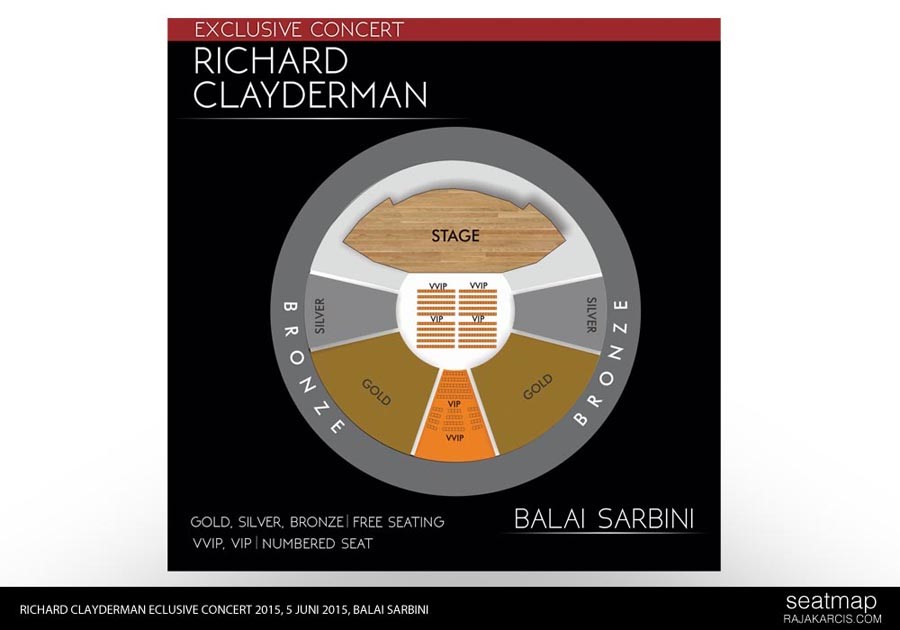 EXCLUSIVE CONCERT
RICHARD
CLAYDERMAN
STAGE
VVIP VVIP
VIP VIP
SILVER
SILVER
BRONZE
BRONZE
GOLD
GOLD
VIP
VVIP
GOLD, SILVER, BRONZE | FREE SEATING
VVIP, VIP | NUMBERED SEAT
BALAI SARBINI
RICHARD CLAYDERMAN ECLUSIVE CONCERT 2015, 5 JUNI 2015, BALAI SARBINI
seatmap
RAJAKARCIS.COM